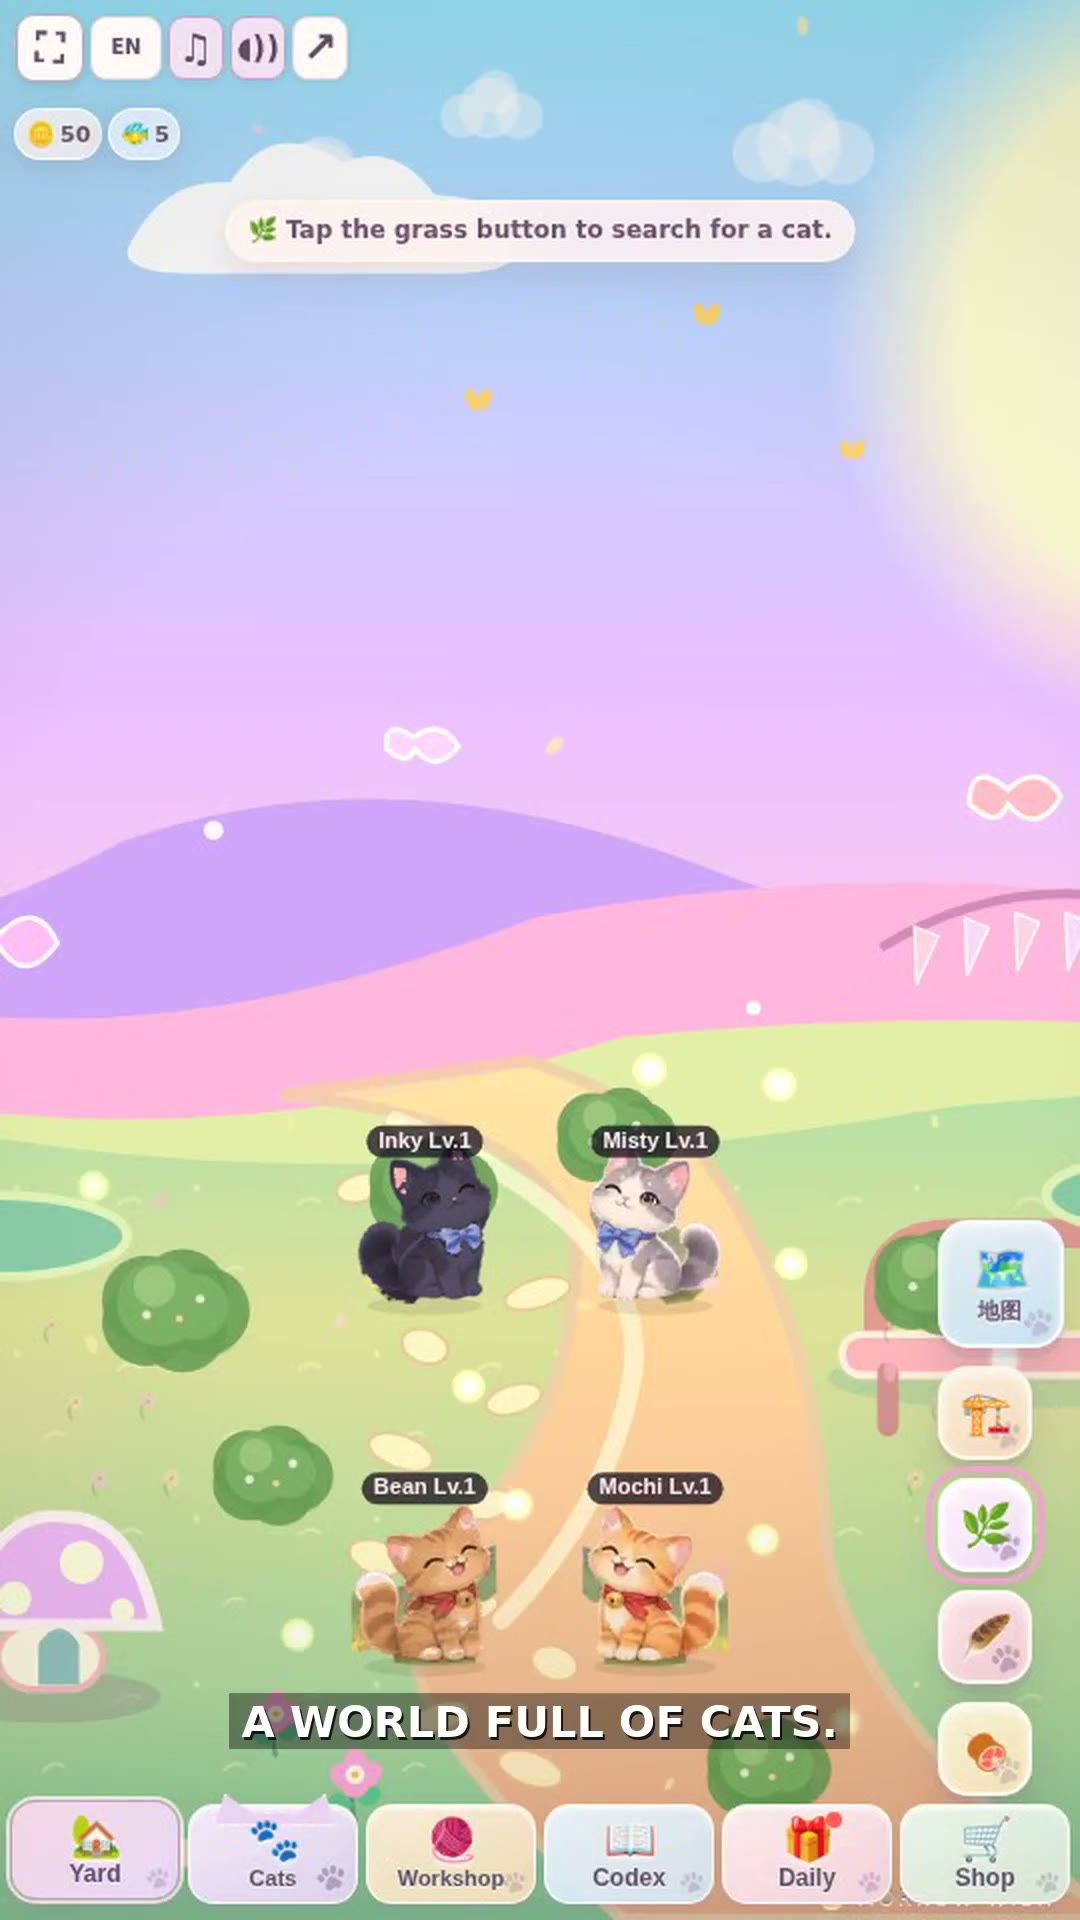 EN
50
5
🌿 Tap the grass button to search for a cat.
Inky Lv.1
Misty Lv.1
地图
Bean Lv.1
Mochi Lv.1
A WORLD FULL OF CATS.
Yard
Cats
Workshop
Codex
Daily
Shop